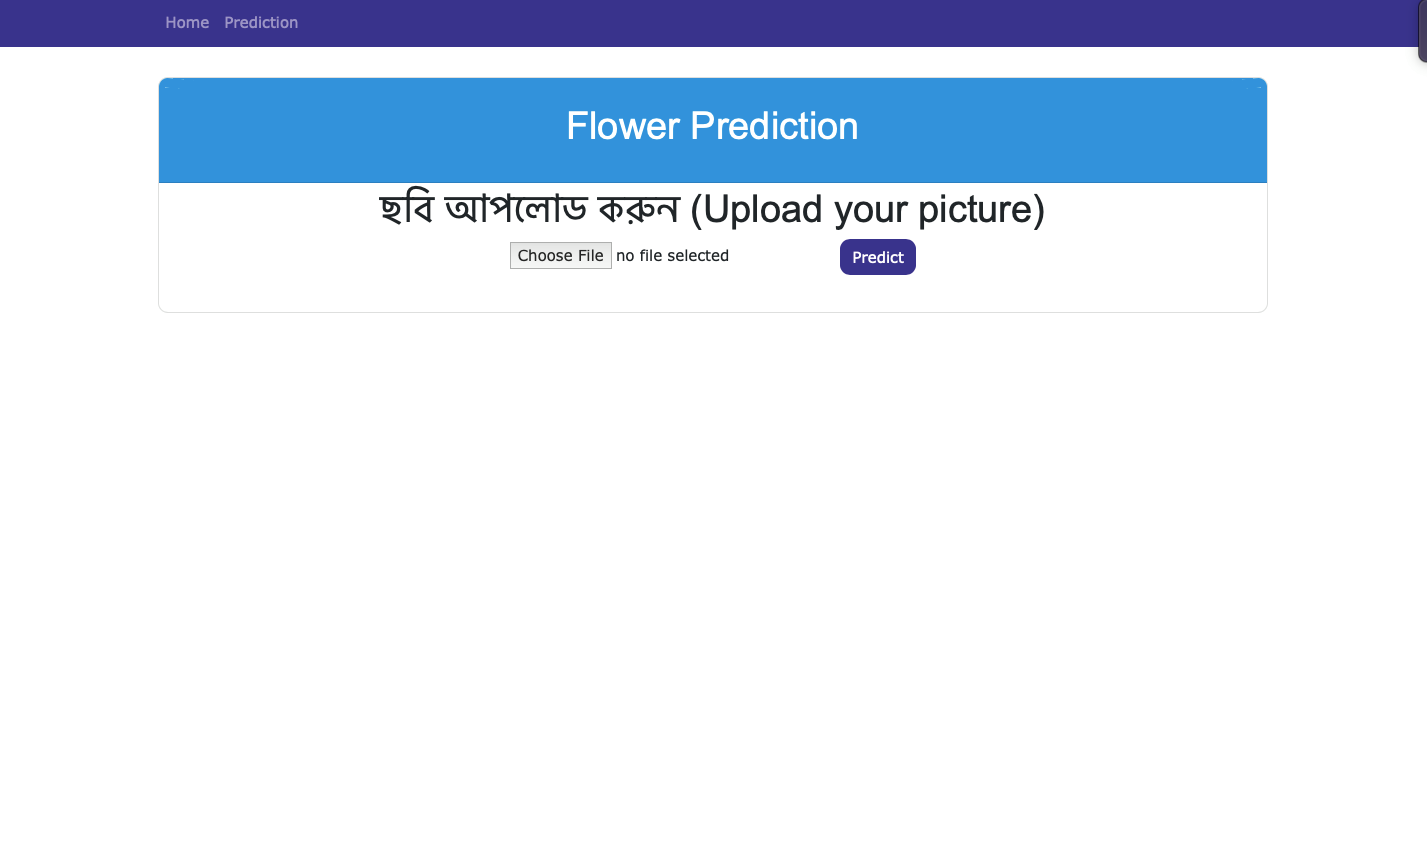 Home Prediction
Flower Prediction
ছবি আপলোড করুন (Upload your picture)
Choose File no file selected Predict